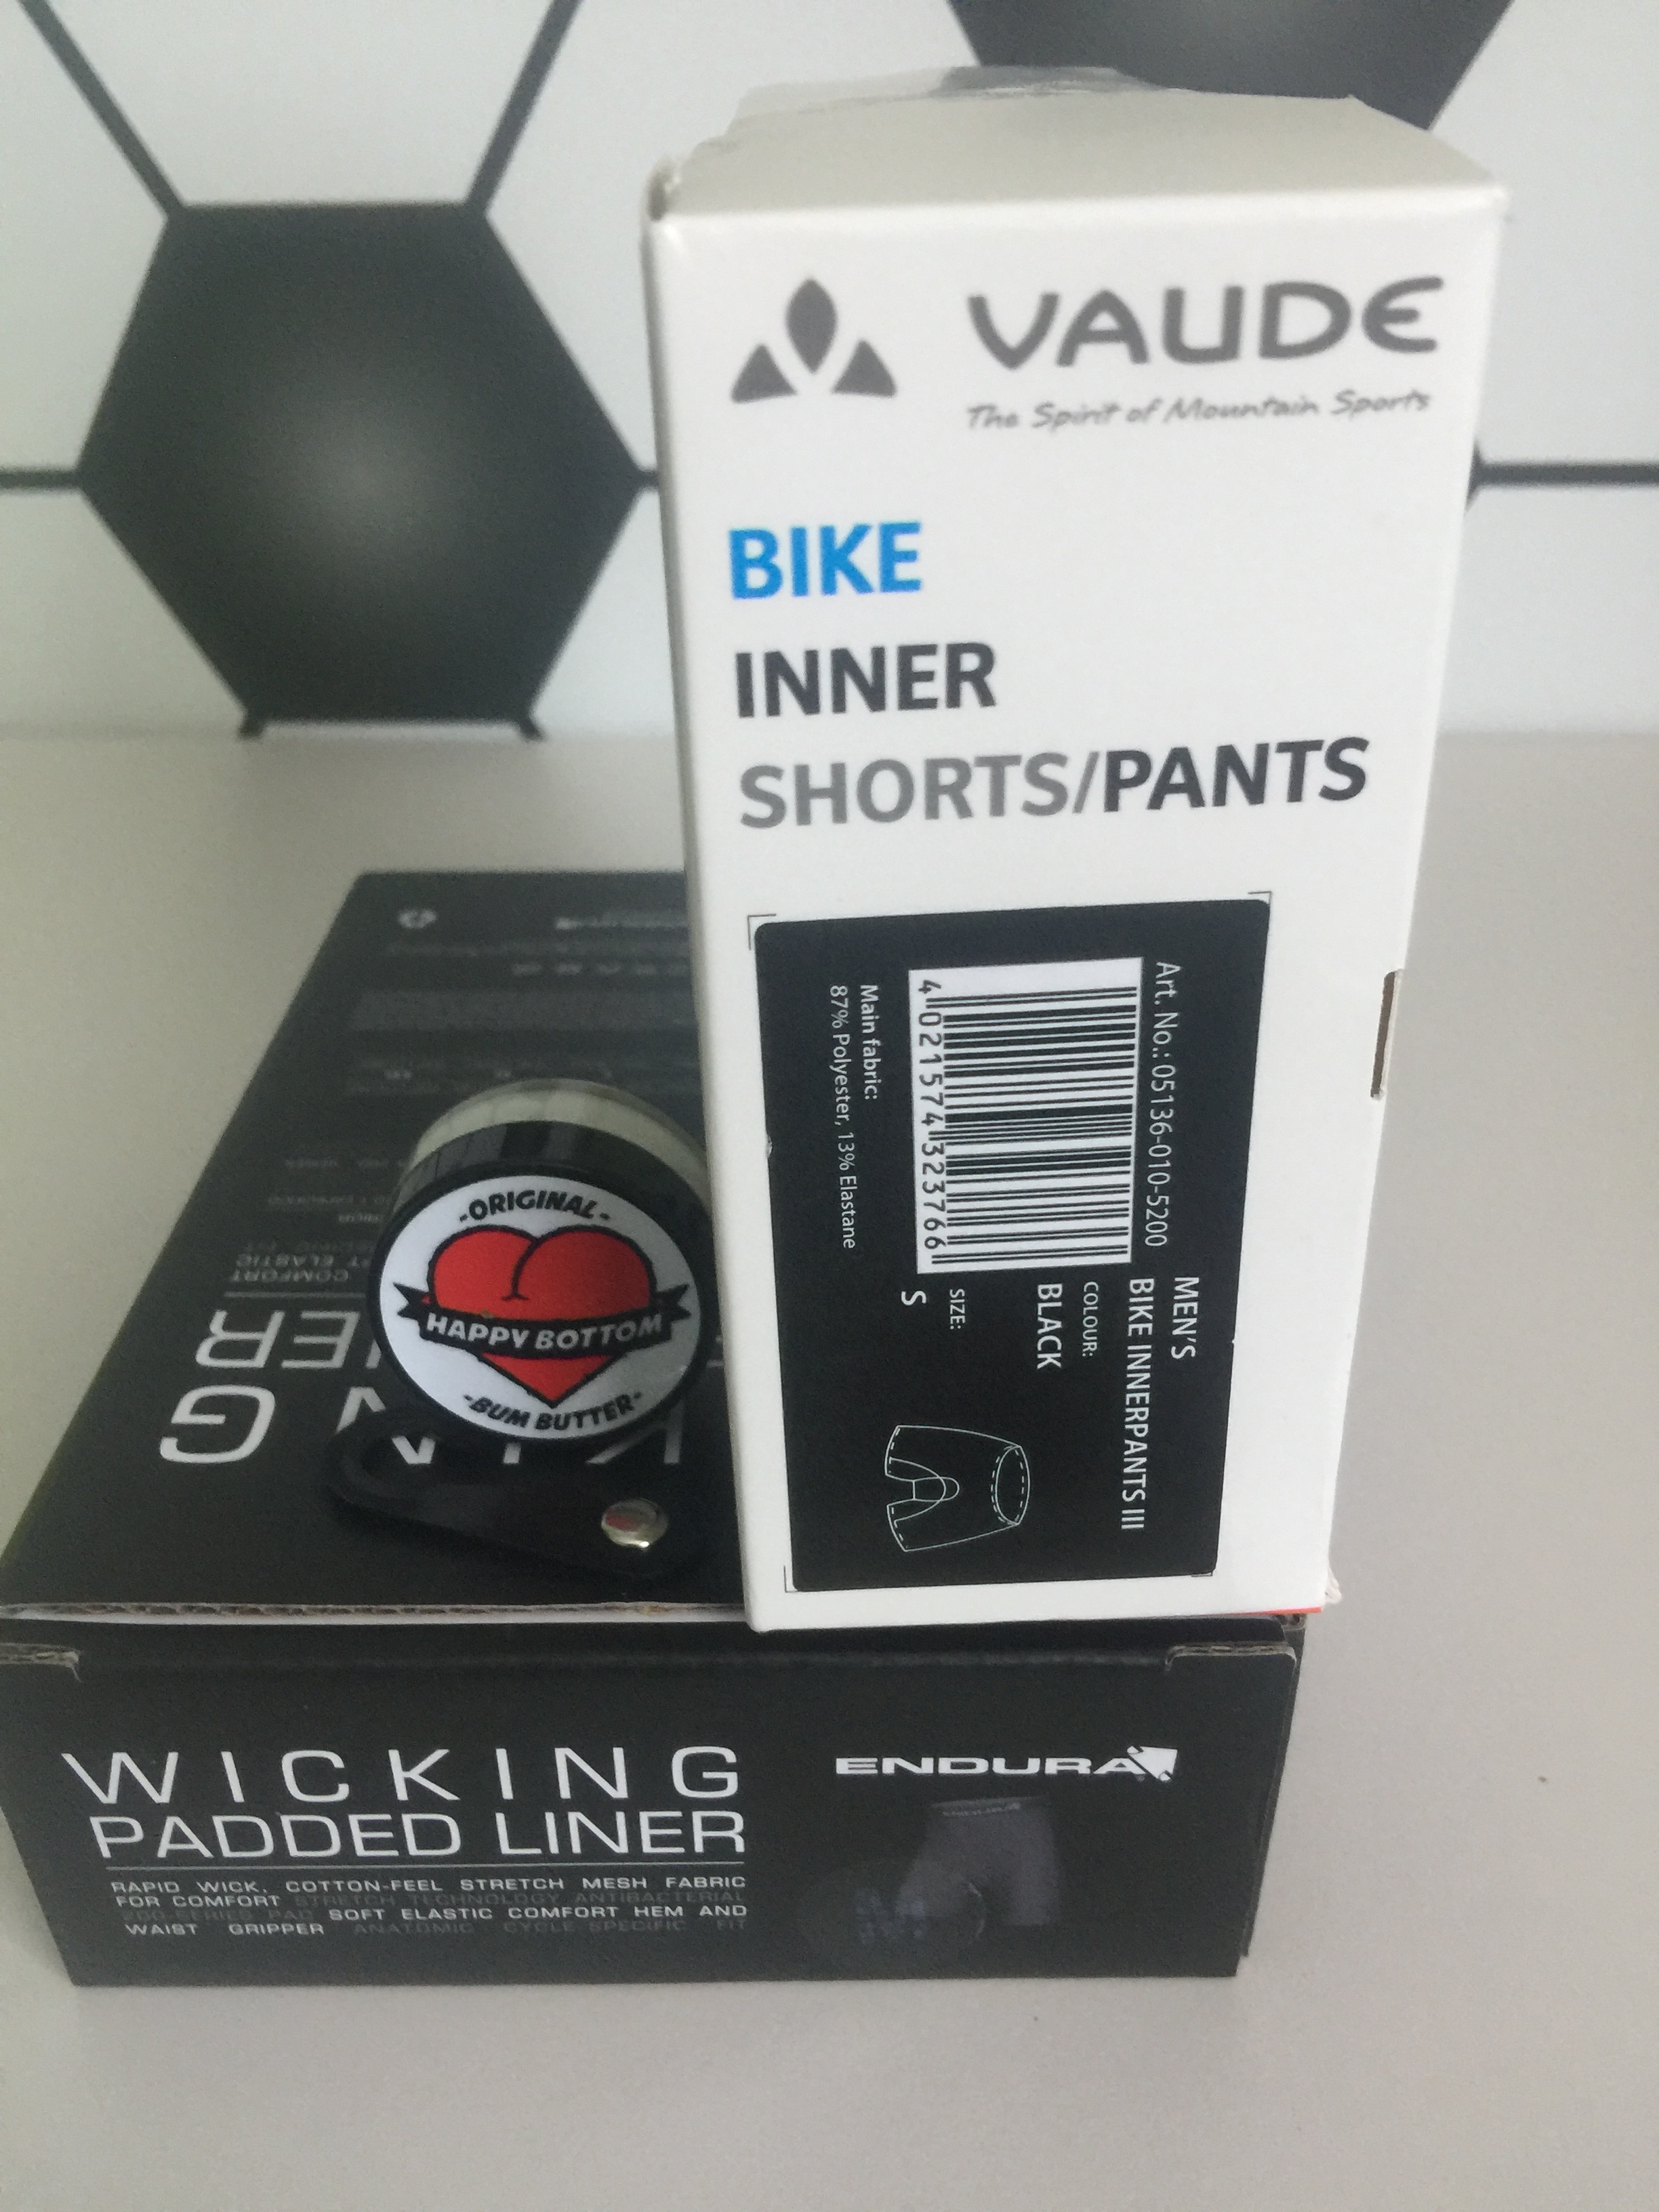 VAUDE
The Spirit of Mountain Sports
BIKE
INNER
SHORTS/PANTS
Art. No.: 05136-010-5200
4 021574 323766
Main fabric:
87% Polyester, 13% Elastane
MEN'S
BIKE INNERPANTS III
COLOUR:
BLACK
SIZE:
S
-ORIGINAL-
HAPPY BOTTOM
-BUM BUTTER-
COMFORT
ELASTIC
WICKING
PADDED LINER
RAPID WICK, COTTON-FEEL STRETCH MESH FABRIC
FOR COMFORT STRETCH TECHNOLOGY ANTIBACTERIAL
PAD SOFT ELASTIC COMFORT HEM AND
WAIST GRIPPER ANATOMIC CYCLE SPECIFIC FIT
ENDURA